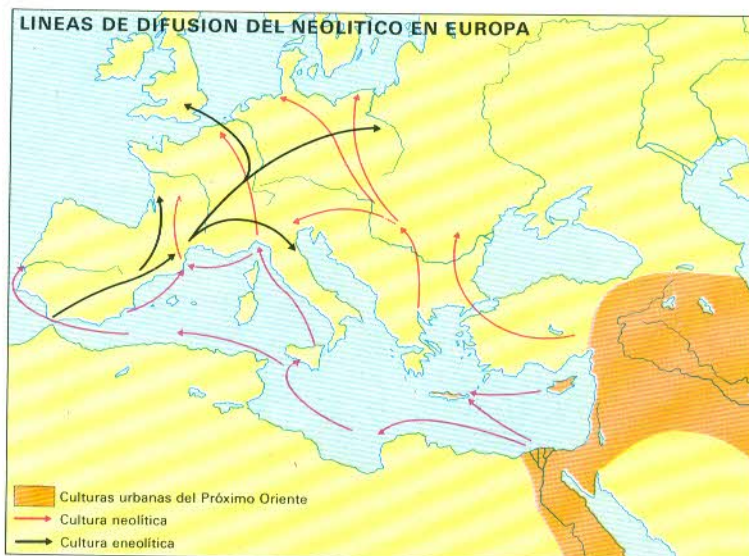 LINEAS DE DIFUSION DEL NEOLITICO EN EUROPA
Culturas urbanas del Próximo Oriente
Cultura neolítica
Cultura eneolítica